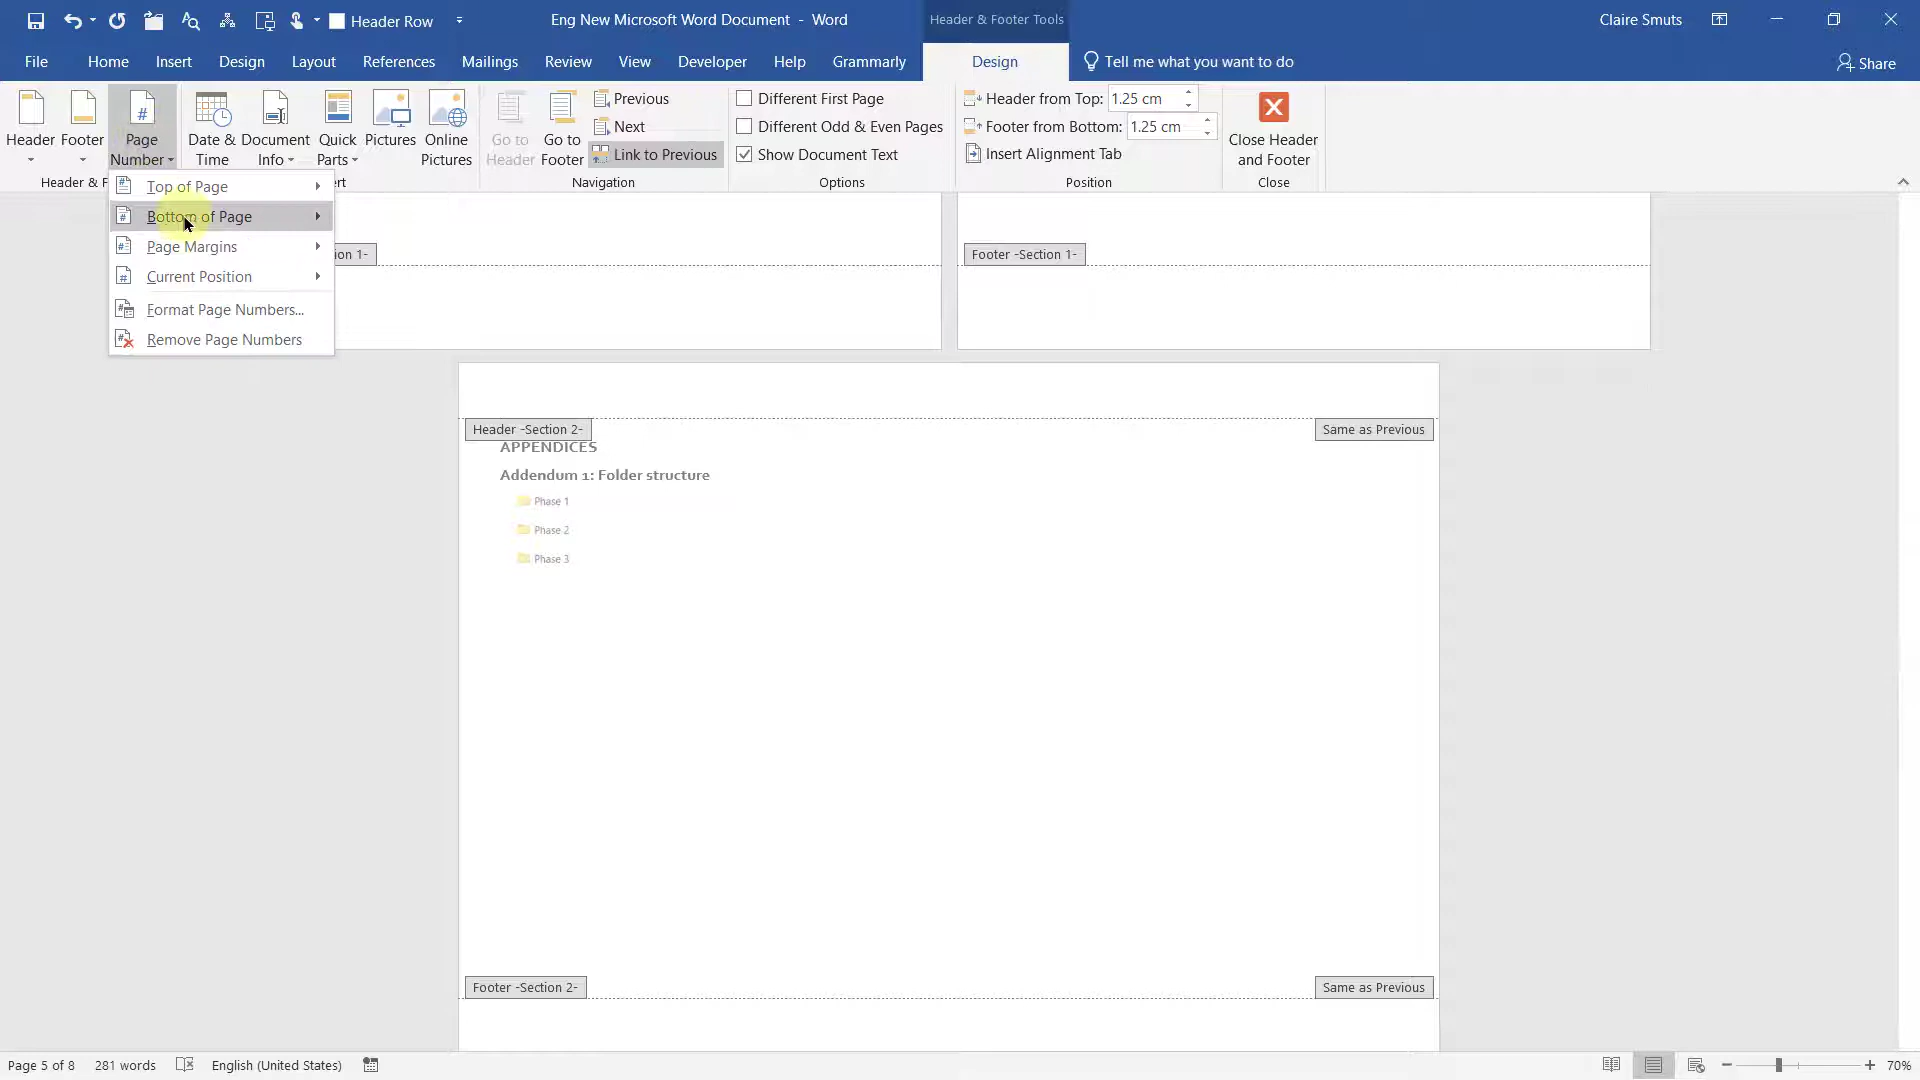 Header Row
Eng New Microsoft Word Document - Word
Header & Footer Tools
Claire Smuts
File
Home
Insert
Design
Layout
References
Mailings
Review
View
Developer
Help
Grammarly
Design
Tell me what you want to do
Share
Header
Footer
Page Number
Date & Time
Document Info
Quick Parts
Pictures
Online Pictures
Go to Header
Go to Footer
Previous
Next
Link to Previous
Different First Page
Different Odd & Even Pages
Show Document Text
Header from Top: 1.25 cm
Footer from Bottom: 1.25 cm
Insert Alignment Tab
Close Header and Footer
Header & F
rt
Navigation
Options
Position
Close
Top of Page
Bottom of Page
Page Margins
Current Position
Format Page Numbers...
Remove Page Numbers
ion 1-
Footer -Section 1-
Header -Section 2-
Same as Previous
APPENDICES
Addendum 1: Folder structure
Phase 1
Phase 2
Phase 3
Footer -Section 2-
Same as Previous
Page 5 of 8
281 words
English (United States)
70%